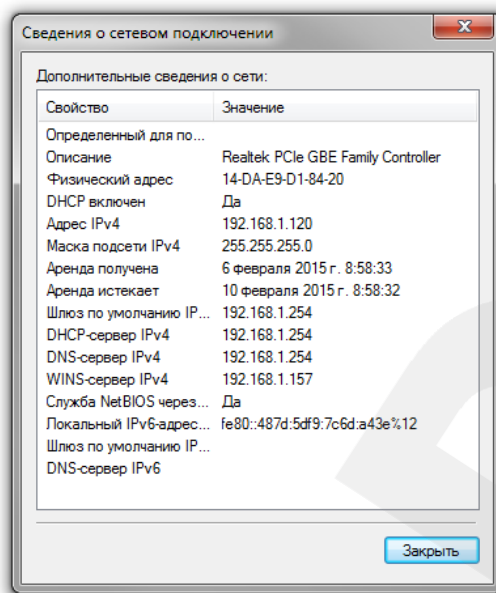 Сведения о сетевом подключении
Дополнительные сведения о сети:
Свойство Значение
Определенный для по...
Описание Realtek PCIe GBE Family Controller
Физический адрес 14-DA-E9-D1-84-20
DHCP включен Да
Адрес IPv4 192.168.1.120
Маска подсети IPv4 255.255.255.0
Аренда получена 6 февраля 2015 г. 8:58:33
Аренда истекает 10 февраля 2015 г. 8:58:32
Шлюз по умолчанию IP... 192.168.1.254
DHCP-сервер IPv4 192.168.1.254
DNS-сервер IPv4 192.168.1.254
WINS-сервер IPv4 192.168.1.157
Служба NetBIOS через... Да
Локальный IPv6-адрес... fe80::487d:5df9:7c6d:a43e%12
Шлюз по умолчанию IP...
DNS-сервер IPv6
Закрыть